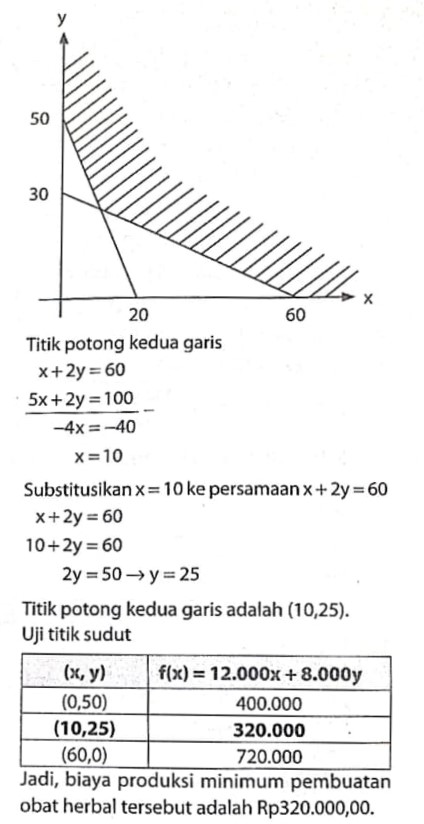 y
50
30
20
60
x
Titik potong kedua garis
x+2y=60
5x+2y=100
−
−4x=−40
x=10
Substitusikan x=10 ke persamaan x+2y=60
x+2y=60
10+2y=60
2y=50→y=25
Titik potong kedua garis adalah (10,25).
Uji titik sudut
(x, y) f(x) = 12.000x + 8.000y
(0,50) 400.000
(10,25) 320.000
(60,0) 720.000
Jadi, biaya produksi minimum pembuatan
obat herbal tersebut adalah Rp320.000,00.